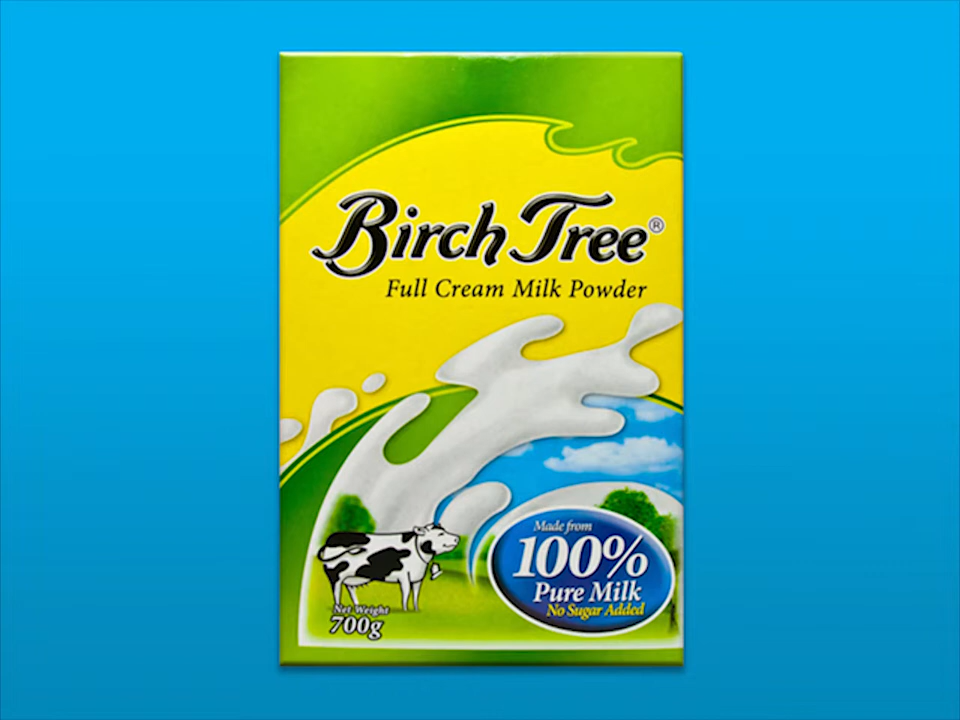 Birch Tree®
Full Cream Milk Powder
Made from
100%
Pure Milk
No Sugar Added
Net Weight
700g